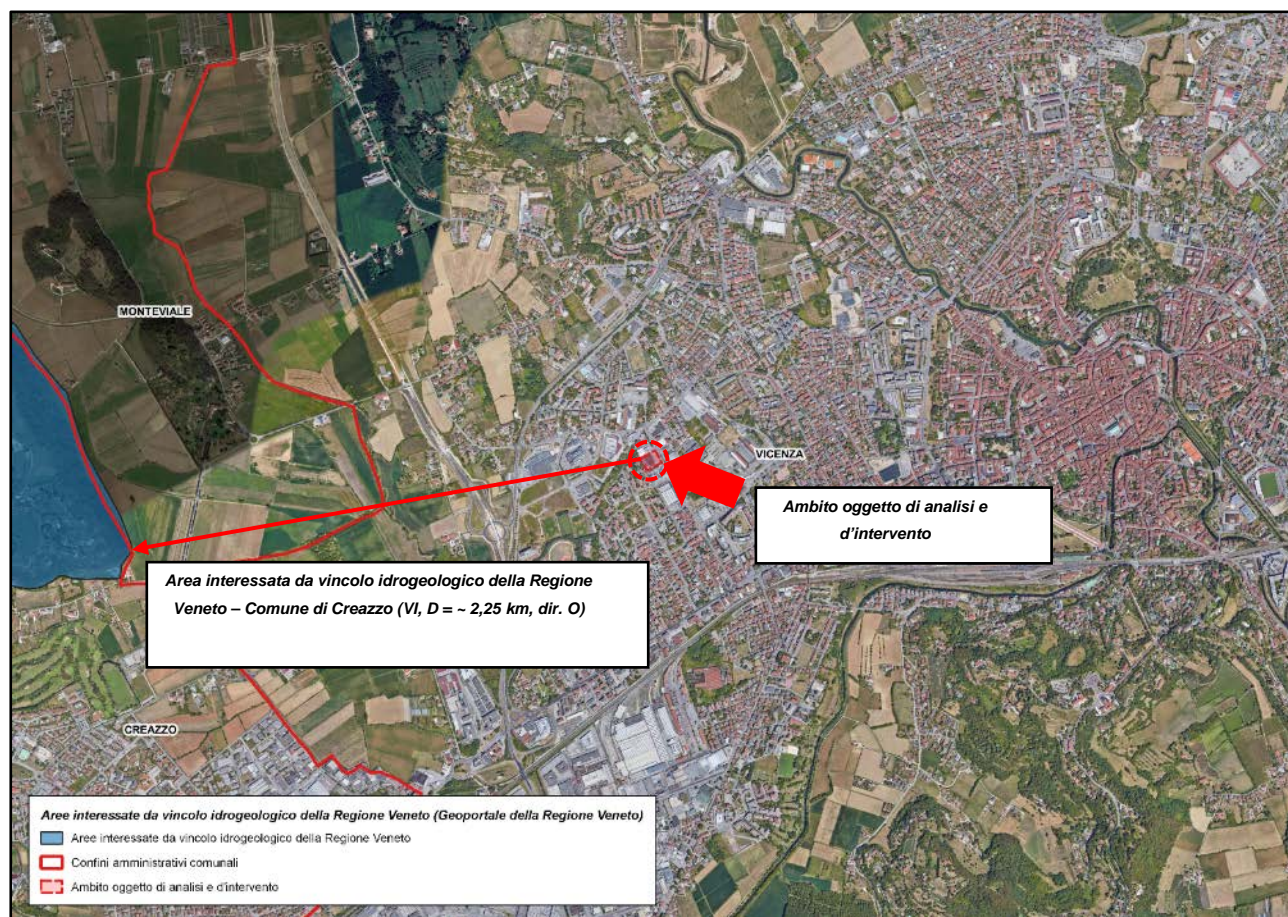 MONTEVIALE
VICENZA
Ambito oggetto di analisi e
d'intervento
Area interessata da vincolo idrogeologico della Regione
Veneto – Comune di Creazzo (VI, D = ~ 2,25 km, dir. O)
CREAZZO
Aree interessate da vincolo idrogeologico della Regione Veneto (Geoportale della Regione Veneto)
Aree interessate da vincolo idrogeologico della Regione Veneto
Confini amministrativi comunali
Ambito oggetto di analisi e d'intervento